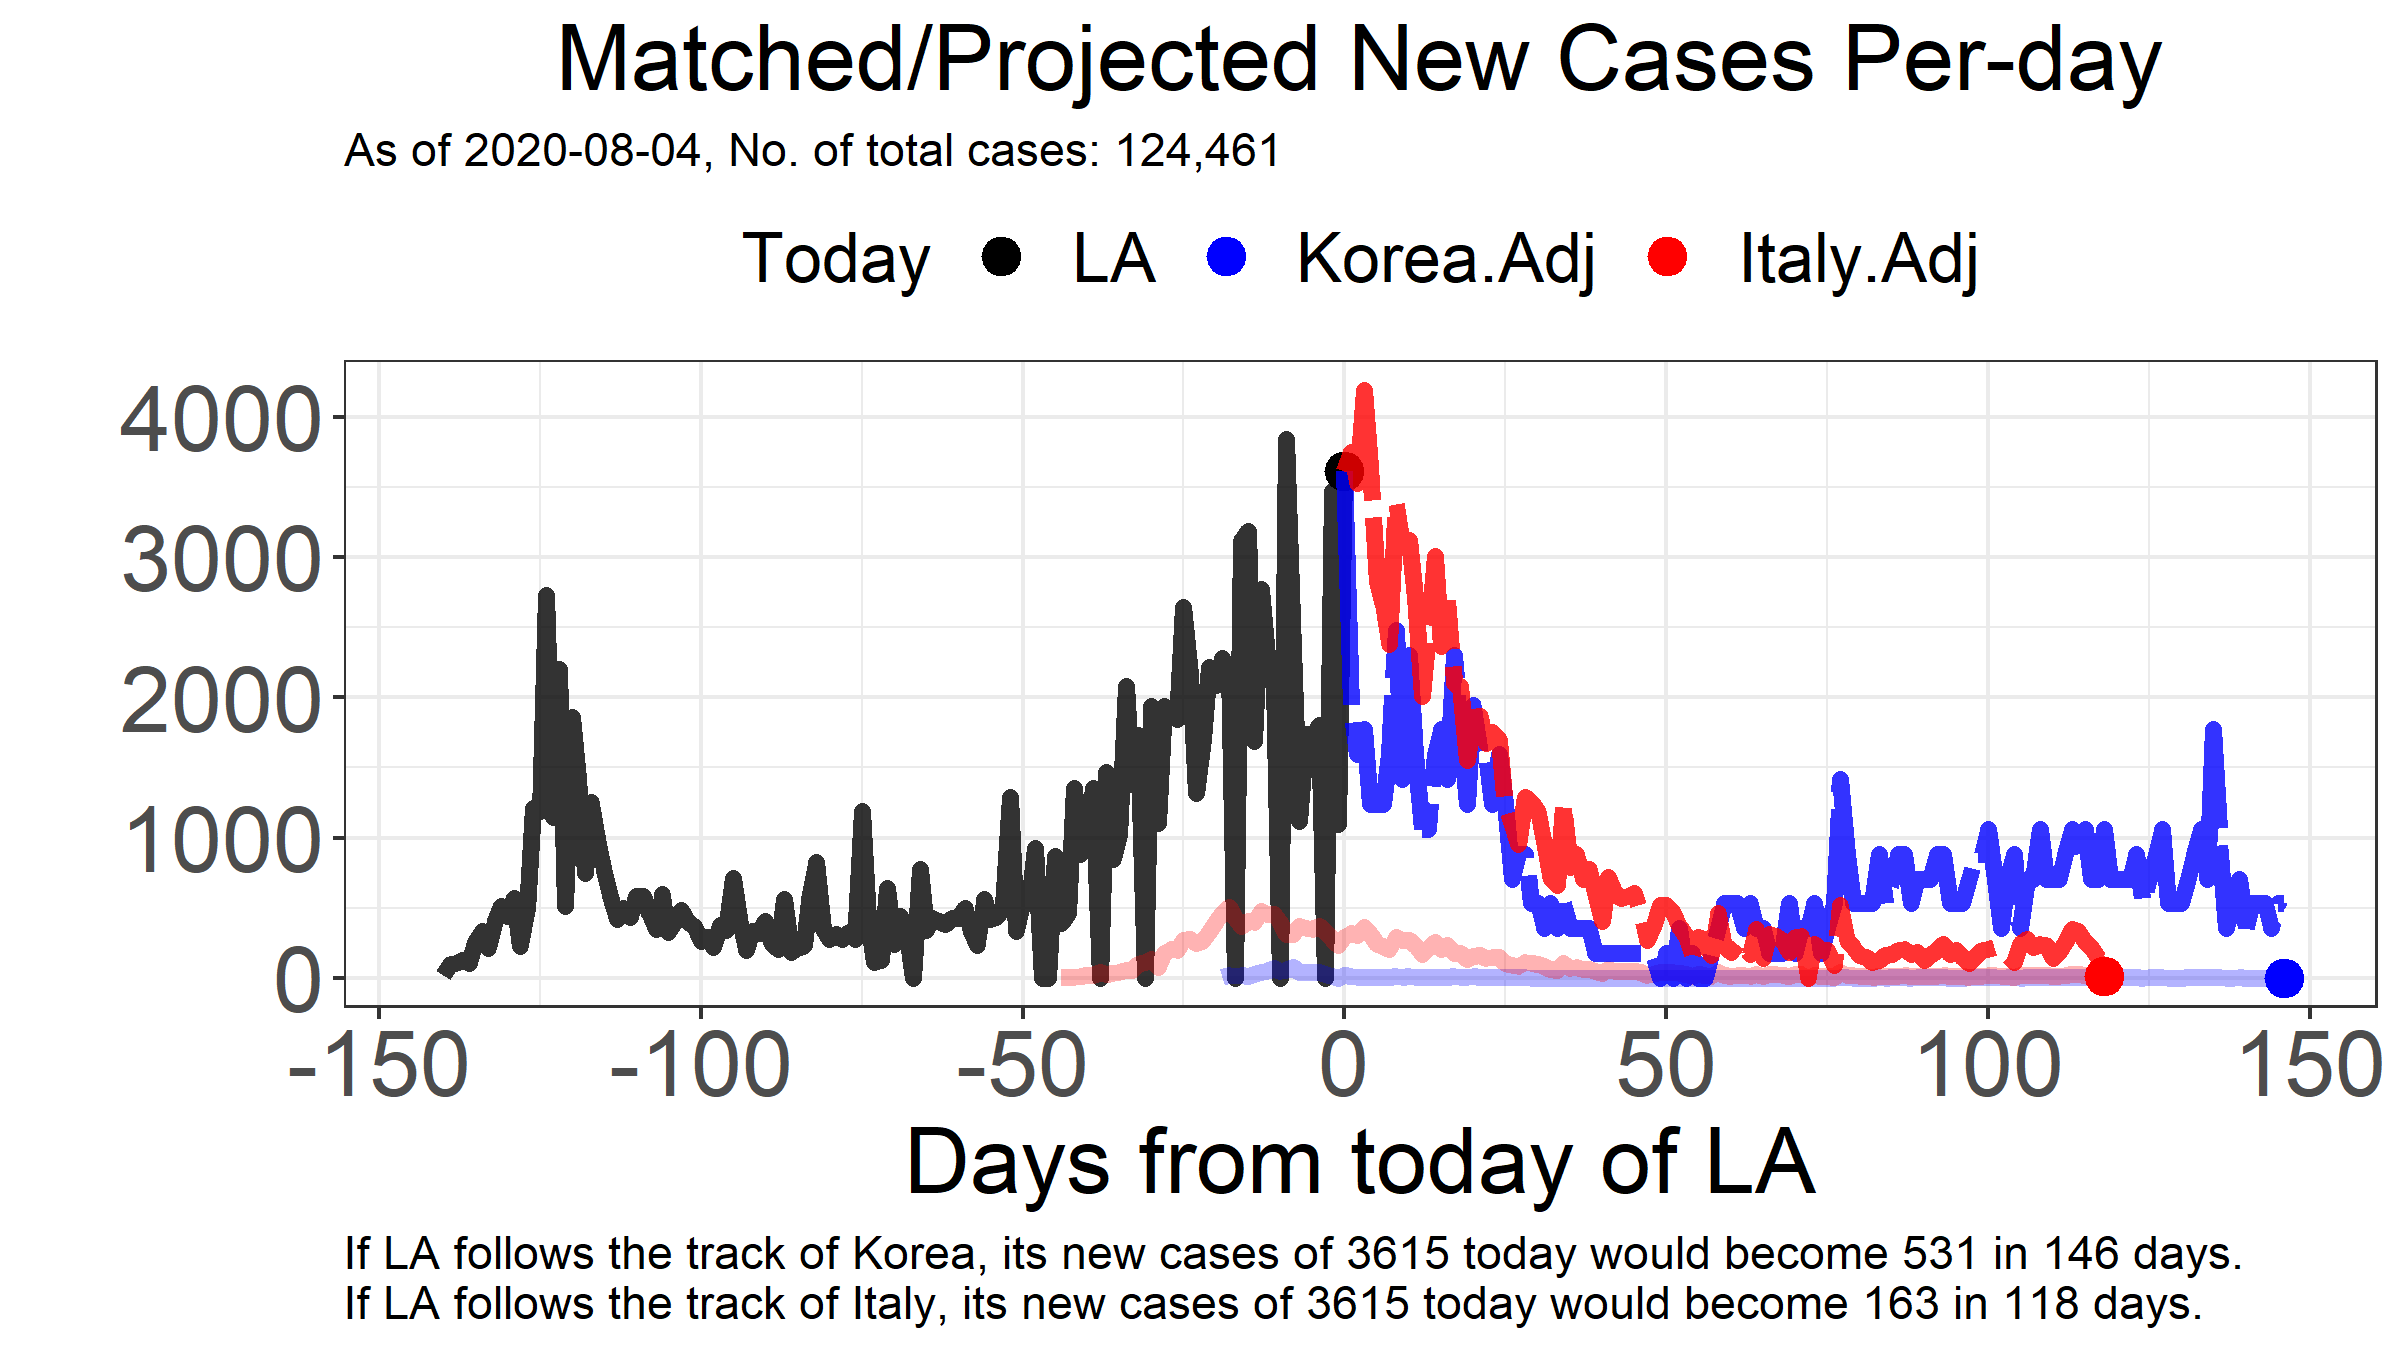 Matched/Projected New Cases Per-day
As of 2020-08-04, No. of total cases: 124,461
Today LA Korea.Adj Italy.Adj
4000
3000
2000
1000
0
-150 -100 -50 0 50 100 150
Days from today of LA
If LA follows the track of Korea, its new cases of 3615 today would become 531 in 146 days.
If LA follows the track of Italy, its new cases of 3615 today would become 163 in 118 days.